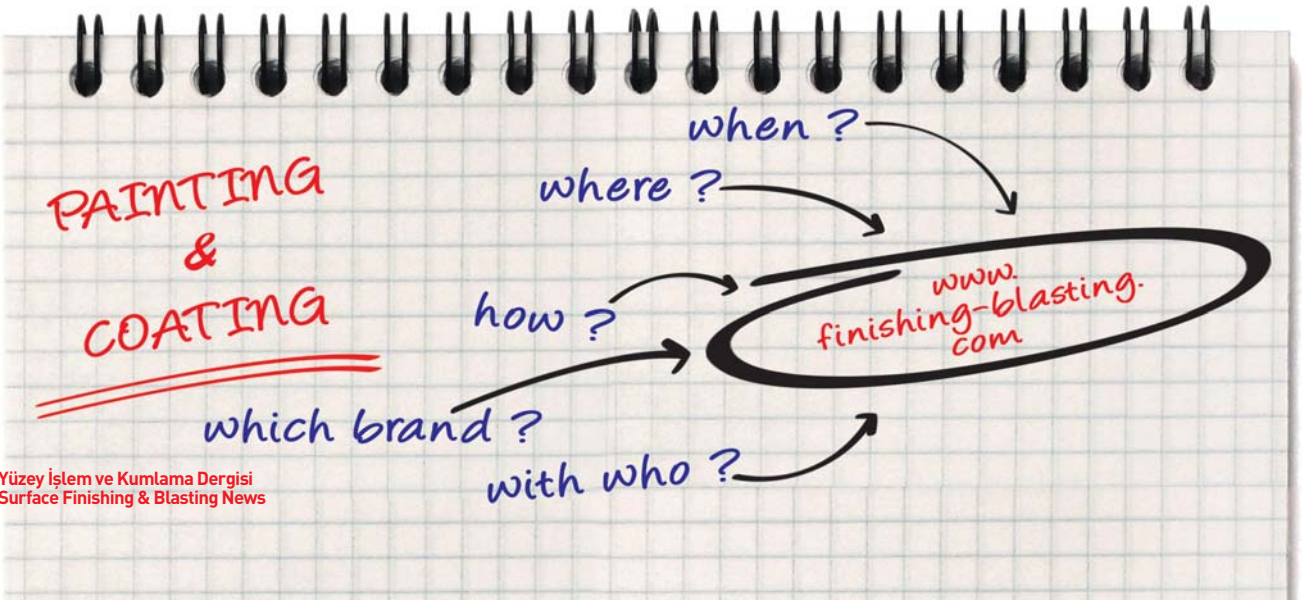 PAINTING
&
COATING
when ?
where ?
how ?
which brand ?
with who ?
www.
finishing-blasting.
com
Yüzey İşlem ve Kumlama Dergisi
Surface Finishing & Blasting News